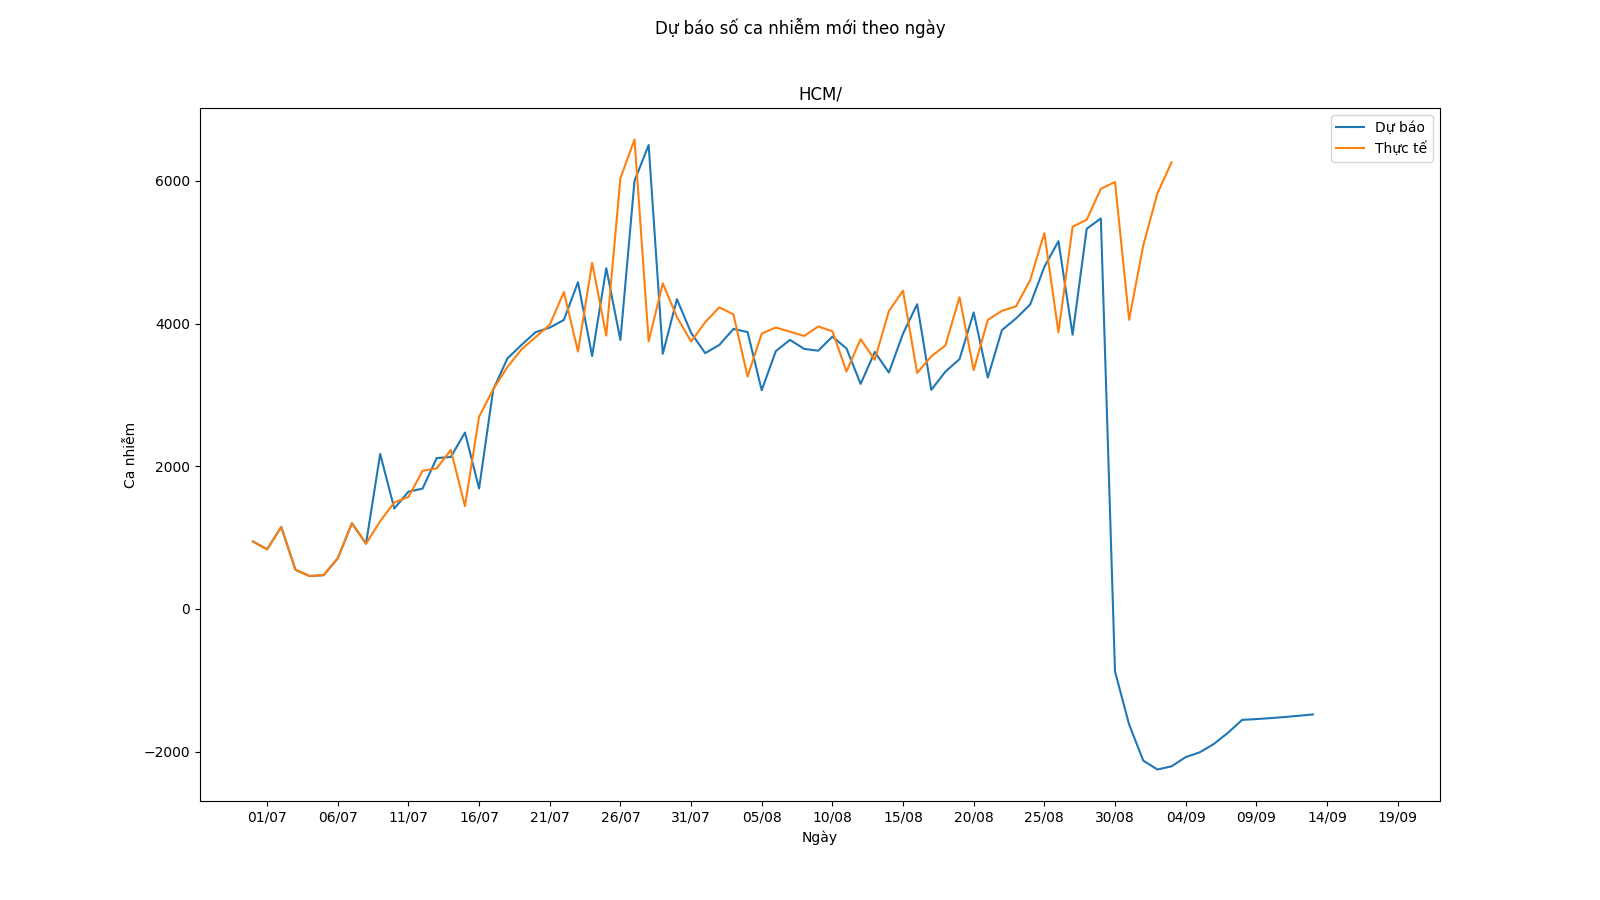 Dự báo số ca nhiễm mới theo ngày
HCM/
Dự báo
Thực tế
6000
4000
2000
0
−2000
Ca nhiễm
01/07 06/07 11/07 16/07 21/07 26/07 31/07 05/08 10/08 15/08 20/08 25/08 30/08 04/09 09/09 14/09 19/09
Ngày